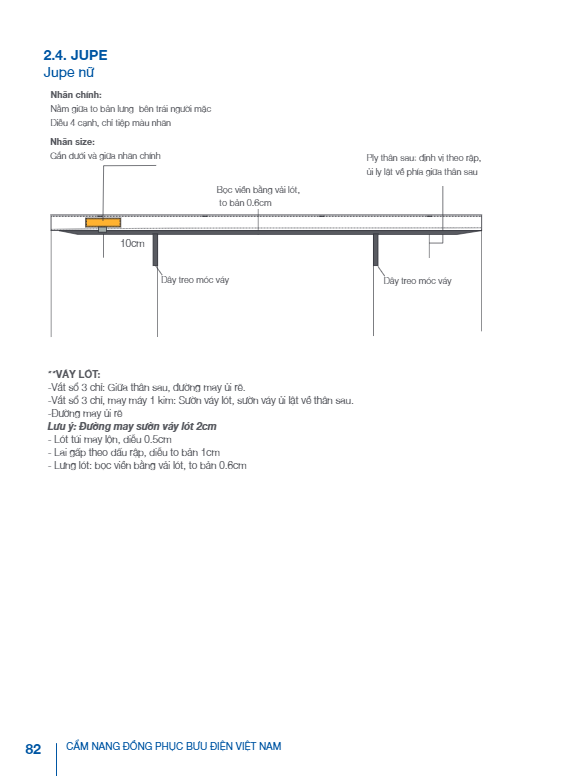 2.4. JUPE
Jupe nữ
Nhãn chính:
Nằm giữa to bản lưng bên trái người mặc
Diễu 4 cạnh, chỉ tiệp màu nhãn
Nhãn size:
Gắn dưới và giữa nhãn chính
Ply thân sau: định vị theo rập,
ủi ly lật về phía giữa thân sau
Bọc viền bằng vải lót,
to bản 0.6cm
10cm
Dây treo móc váy
Dây treo móc váy
**VÁY LÓT:
-Vắt sổ 3 chỉ: Giữa thân sau, đường may ủi rẽ.
-Vắt sổ 3 chỉ, may máy 1 kim: Sườn váy lót, sườn váy ủi lật về thân sau.
-Đường may ủi rẽ
Lưu ý: Đường may sườn váy lót 2cm
- Lót túi may lộn, diễu 0.5cm
- Lai gấp theo dấu rập, diễu to bản 1cm
- Lưng lót: bọc viền bằng vải lót, to bản 0.6cm
82
CẨM NANG ĐỒNG PHỤC BƯU ĐIỆN VIỆT NAM